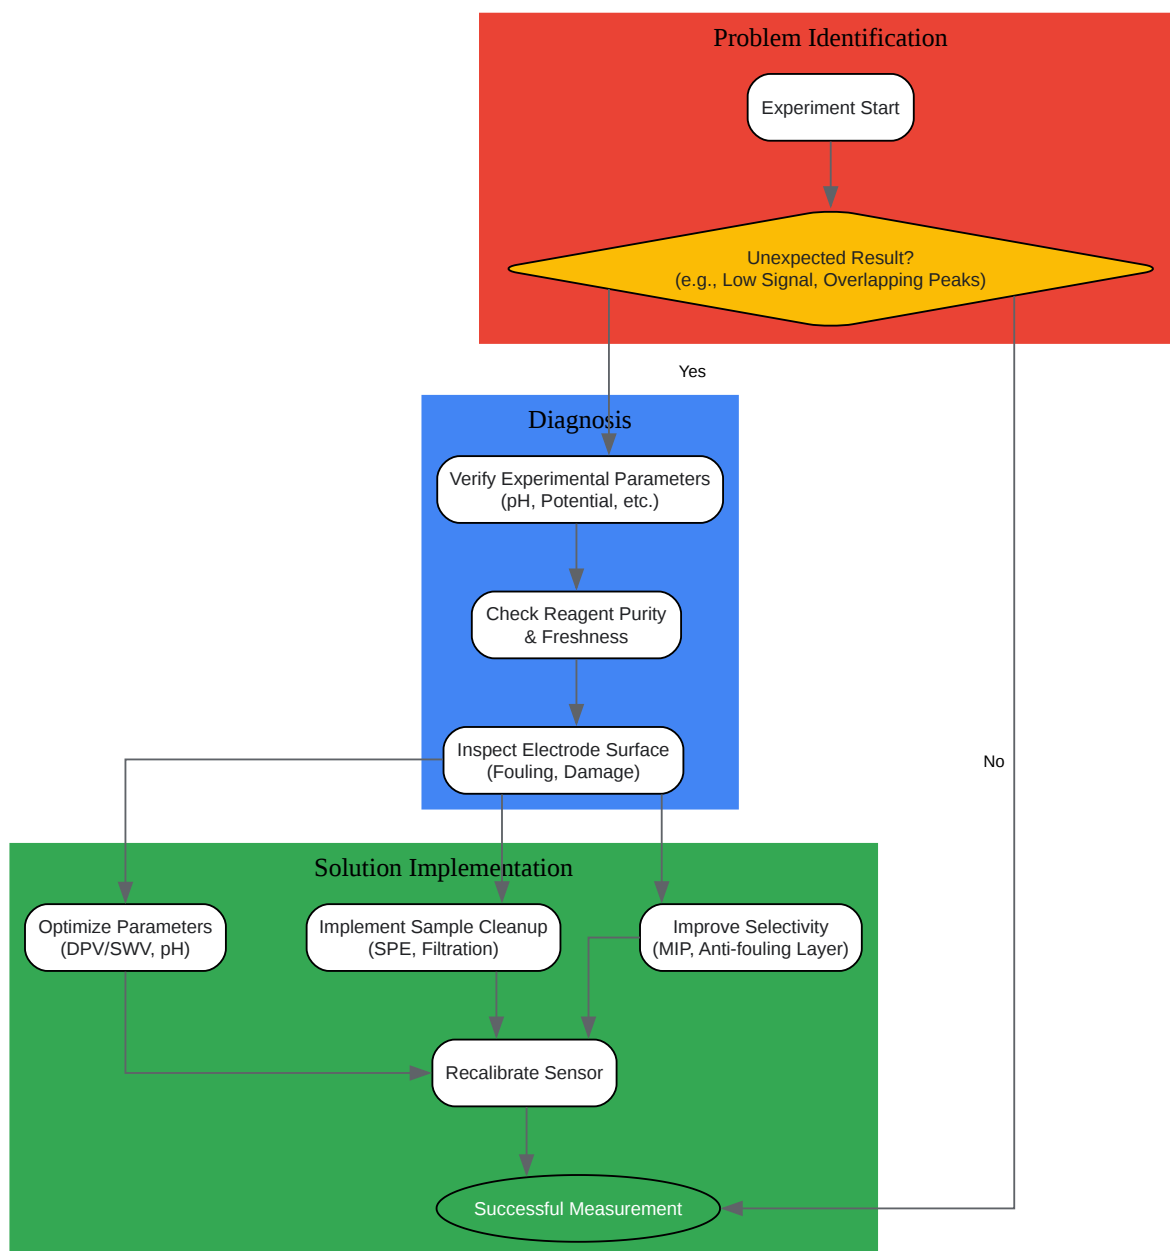 Problem Identification
Experiment Start
Unexpected Result?
(e.g., Low Signal, Overlapping Peaks)
Yes
Diagnosis
Verify Experimental Parameters
(pH, Potential, etc.)
Check Reagent Purity
& Freshness
Inspect Electrode Surface
(Fouling, Damage)
No
Solution Implementation
Optimize Parameters
(DPV/SWV, pH)
Implement Sample Cleanup
(SPE, Filtration)
Improve Selectivity
(MIP, Anti-fouling Layer)
Recalibrate Sensor
Successful Measurement